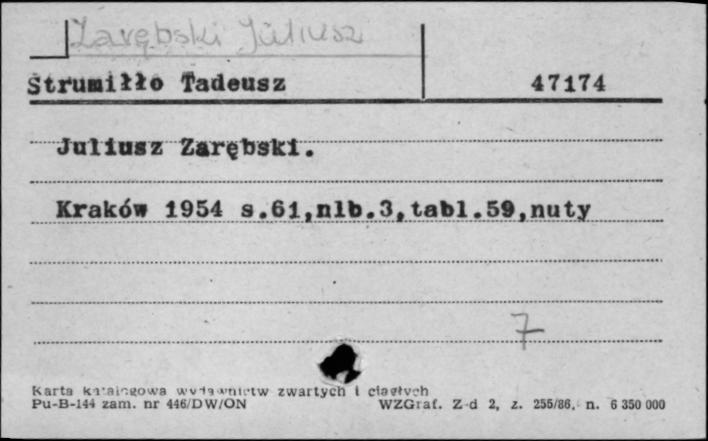 Zarębski Juliusz
Strumiłło Tadeusz 47174
Juliusz Zarębski.
Kraków 1954 s.61,nlb.3,tabl.59,nuty
7
Karta katalogowa wydawnictw zwartych i ciągłych
Pu-B-144 zam. nr 446/DW/ON WZGraf. Z-d 2, z. 255/86, n. 6 350 000